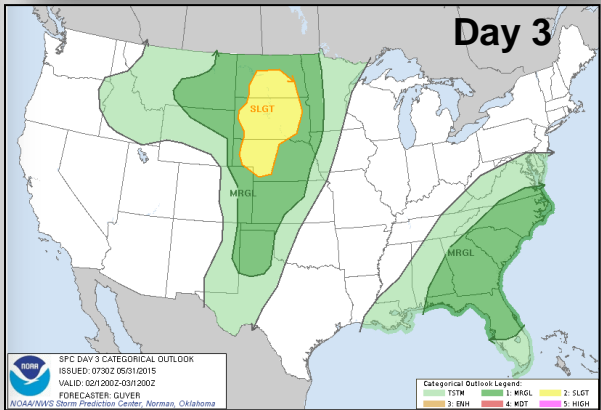 Day 3
SLGT
MRGL
MRGL
NOAA
SPC DAY 3 CATEGORICAL OUTLOOK
ISSUED: 0730Z 05/31/2015
VALID: 02/1200Z-03/1200Z
FORECASTER: GUYER
NOAA/NWS Storm Prediction Center, Norman, Oklahoma
Categorical Outlook Legend:
TSTM 1: MRGL 2: SLGT
3: ENH 4: MDT 5: HIGH